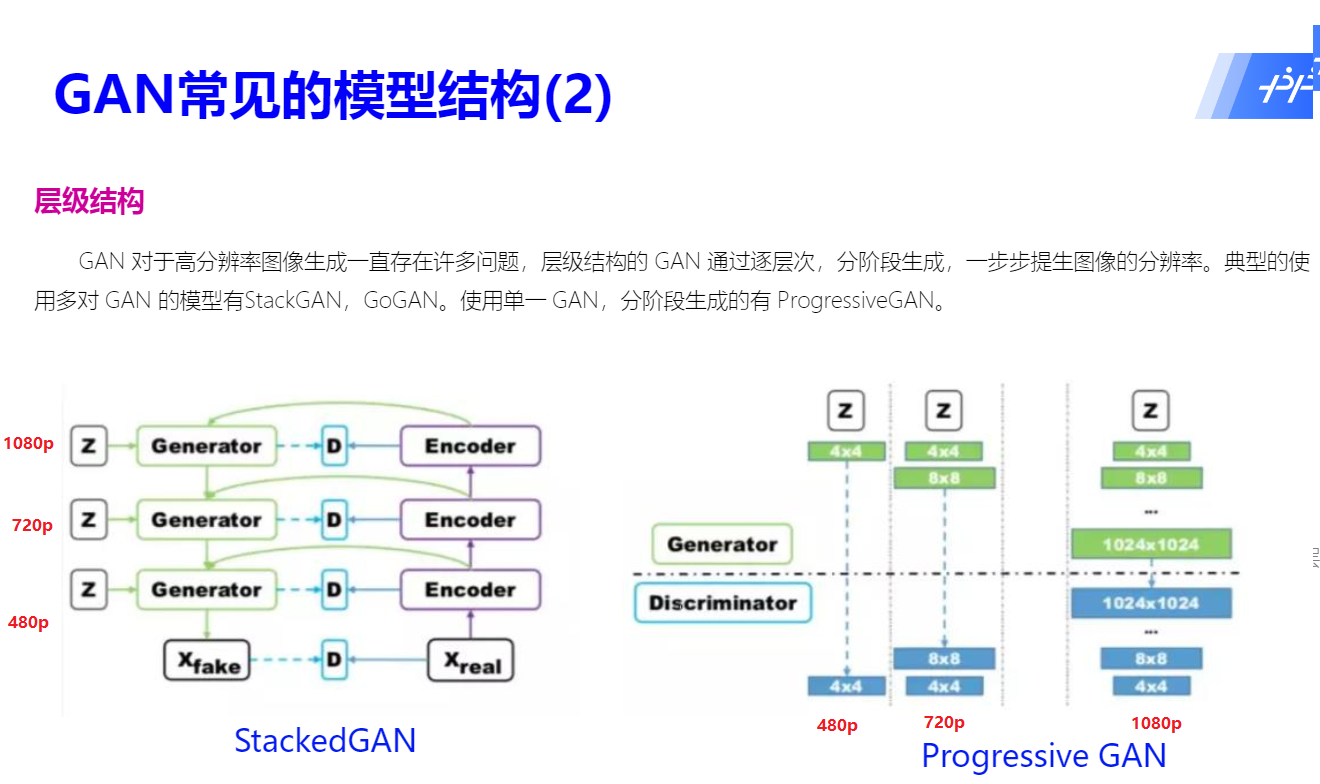 GAN常见的模型结构(2)
层级结构
GAN 对于高分辨率图像生成一直存在许多问题，层级结构的 GAN 通过逐层次，分阶段生成，一步步提生图像的分辨率。典型的使
用多对 GAN 的模型有StackGAN，GoGAN。使用单一 GAN，分阶段生成的有 ProgressiveGAN。
1080p Z Generator D Encoder
720p Z Generator D Encoder
Z Generator D Encoder
480p
Xfake D Xreal
StackedGAN
Z Z Z
4x4 4x4 4x4
8x8 8x8
...
Generator 1024x1024
Discriminator 1024x1024
...
8x8 8x8
4x4 4x4 4x4
480p 720p 1080p
Progressive GAN